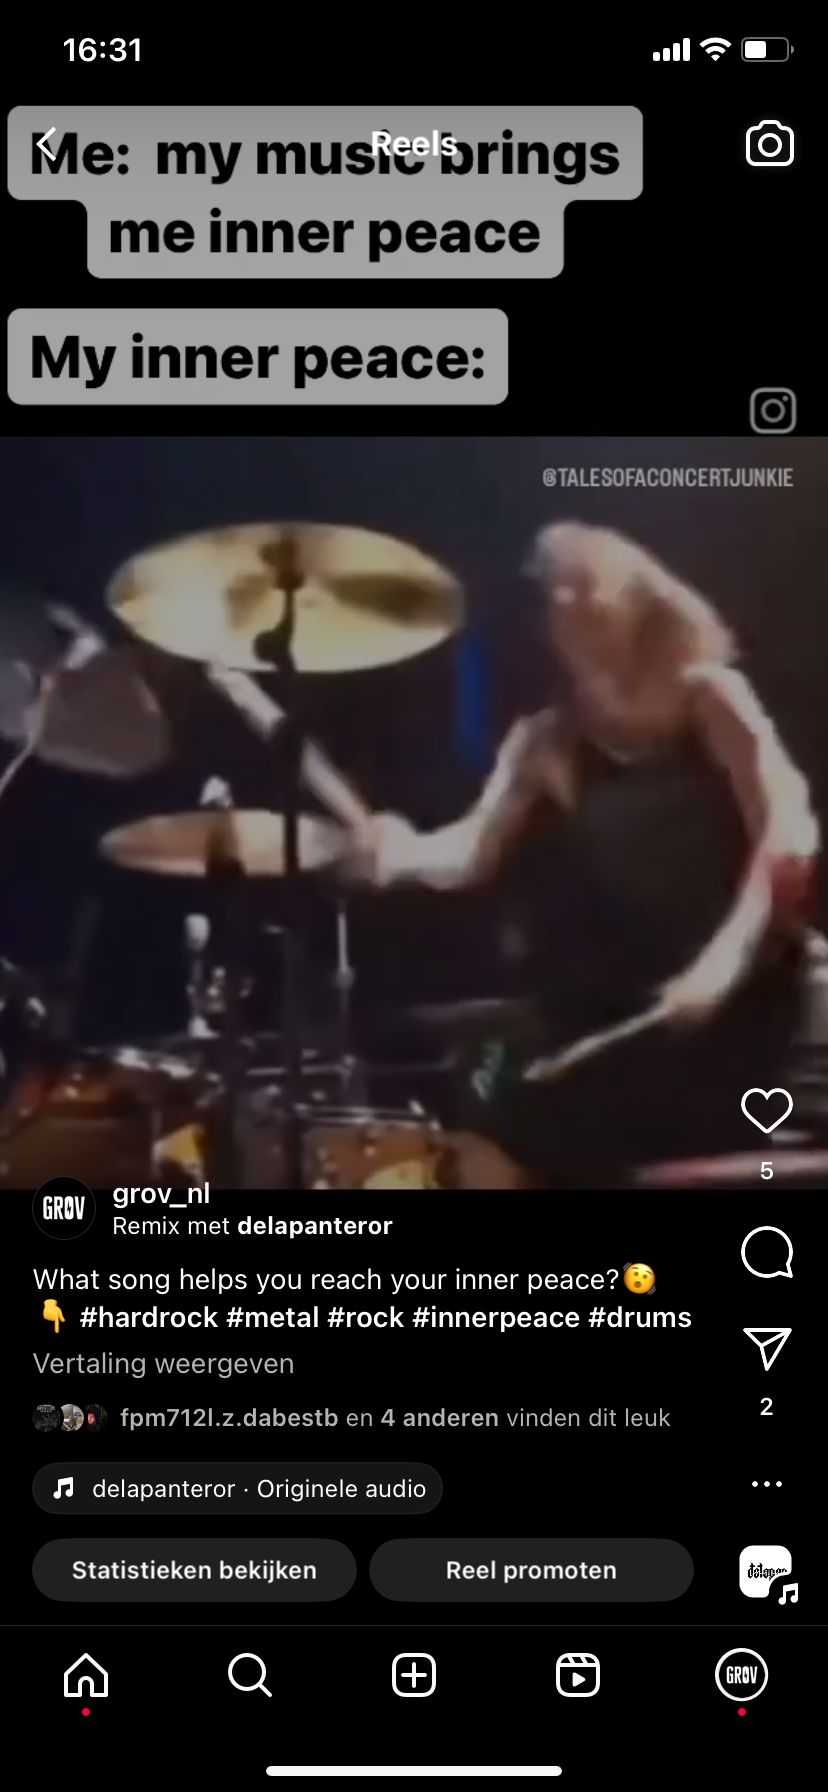 16:31
Me: my music brings
Reels
me inner peace
My inner peace:
@TALESOFACONCERTJUNKIE
5
GRØV
grov_nl
Remix met delapanteror
What song helps you reach your inner peace?🫨
👇 #hardrock #metal #rock #innerpeace #drums
Vertaling weergeven
2
fpm712l.z.dabestb en 4 anderen vinden dit leuk
delapanteror · Originele audio
Statistieken bekijken
Reel promoten
GRØV